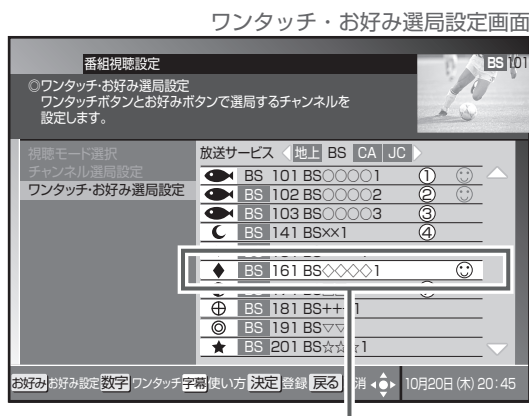 ワンタッチ・お好み選局設定画面
番組視聴設定
BS 101
◎ワンタッチ・お好み選局設定
ワンタッチボタンとお好みボタンで選局するチャンネルを
設定します。
視聴モード選択
チャンネル選局設定
ワンタッチ・お好み選局設定
放送サービス 地上 BS CA JC
BS 101 BS○○○○1 ①
BS 102 BS○○○○2 ②
BS 103 BS○○○○3 ③
BS 141 BS××1 ④
BS 161 BS◇◇◇◇1
BS 181 BS++
BS 191 BS▽▽
BS 201 BS☆☆☆1
お好み お好み設定 数字 ワンタッチ 字幕 使い方 決定 登録 戻る 消 10月20日(木) 20:45